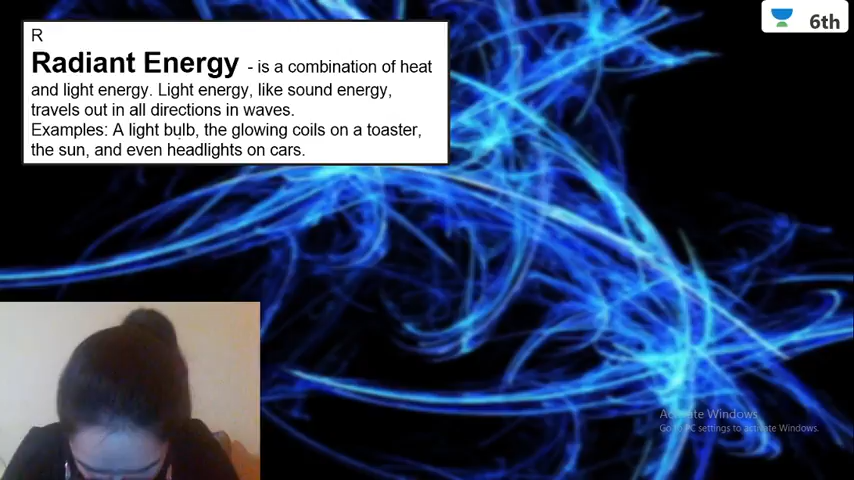 6th
R
Radiant Energy - is a combination of heat
and light energy. Light energy, like sound energy,
travels out in all directions in waves.
Examples: A light bulb, the glowing coils on a toaster,
the sun, and even headlights on cars.
Activate Windows
Go to PC settings to activate Windows.